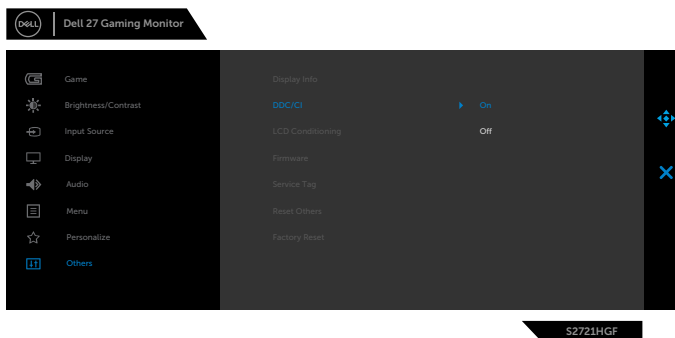 DELL
Dell 27 Gaming Monitor
Game
Display Info
Brightness/Contrast
DDC/CI
On
Input Source
LCD Conditioning
Off
Display
Firmware
Audio
Service Tag
Menu
Reset Others
Personalize
Factory Reset
Others
S2721HGF